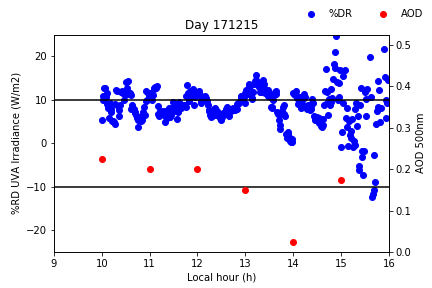 %DR AOD
Day 171215
%RD UVA Irradiance (W/m2)
20
10
0
−10
−20
9 10 11 12 13 14 15 16
Local hour (h)
0.5
0.4
0.3
0.2
0.1
0.0
AOD 500nm